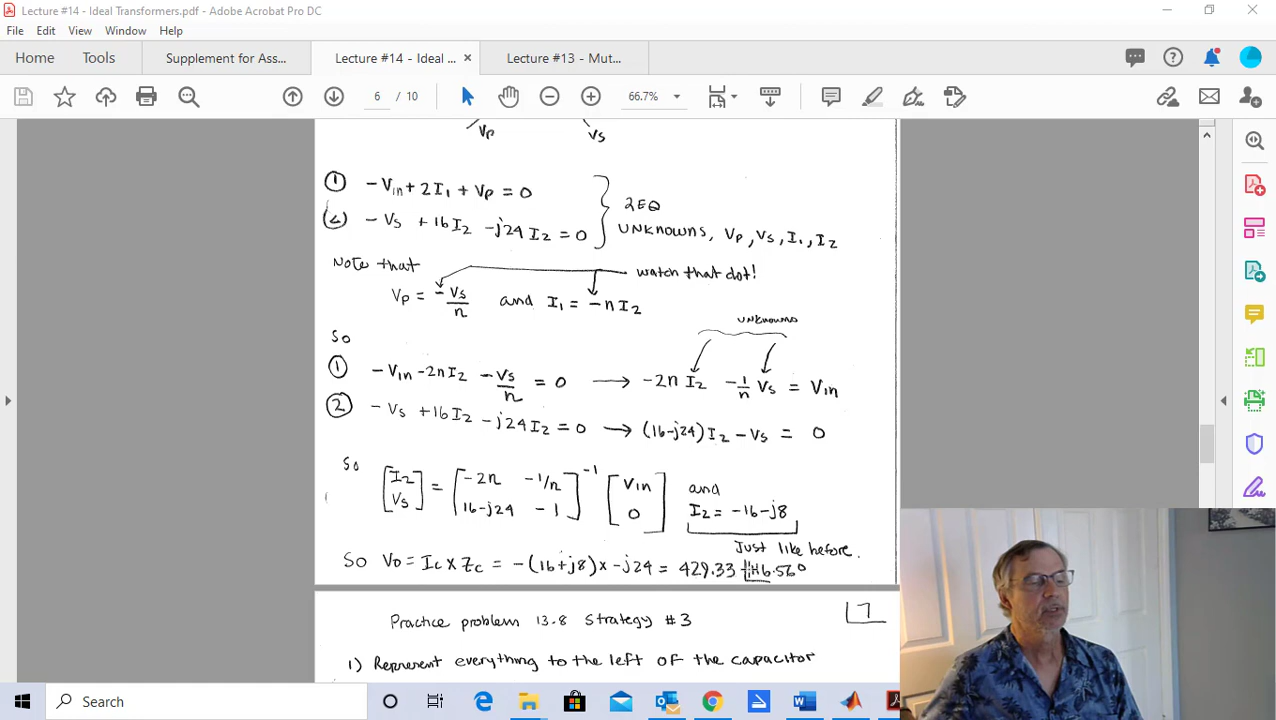 Lecture #14 - Ideal Transformers.pdf - Adobe Acrobat Pro DC
File Edit View Window Help
Home Tools Supplement for Ass... Lecture #14 - Ideal ... × Lecture #13 - Mut...
6 / 10 66.7%
Vp Vs
① -Vin + 2I1 + Vp = 0
② - Vs + 16I2 - j24 I2 = 0
2EQ
UNKNOWNS, Vp, Vs, I1, I2
Note that watch that dot!
Vp = - Vs/n and I1 = - n I2
UNKNOWNS
So
① - Vin - 2n I2 - Vs/n = 0 → -2n I2 - 1/n Vs = Vin
② - Vs + 16I2 - j24 I2 = 0 → (16-j24) I2 - Vs = 0
So [I2 Vs] = [-2n -1/n 16-j24 -1]^-1 [Vin 0] and
I2 = -16-j8
Just like before.
So Vo = Ic x Zc = -(16+j8) x -j24 = 429.33 116.56°
Practice problem 13.8 Strategy #3 7
1) Represent everything to the left of the capacitor
Search